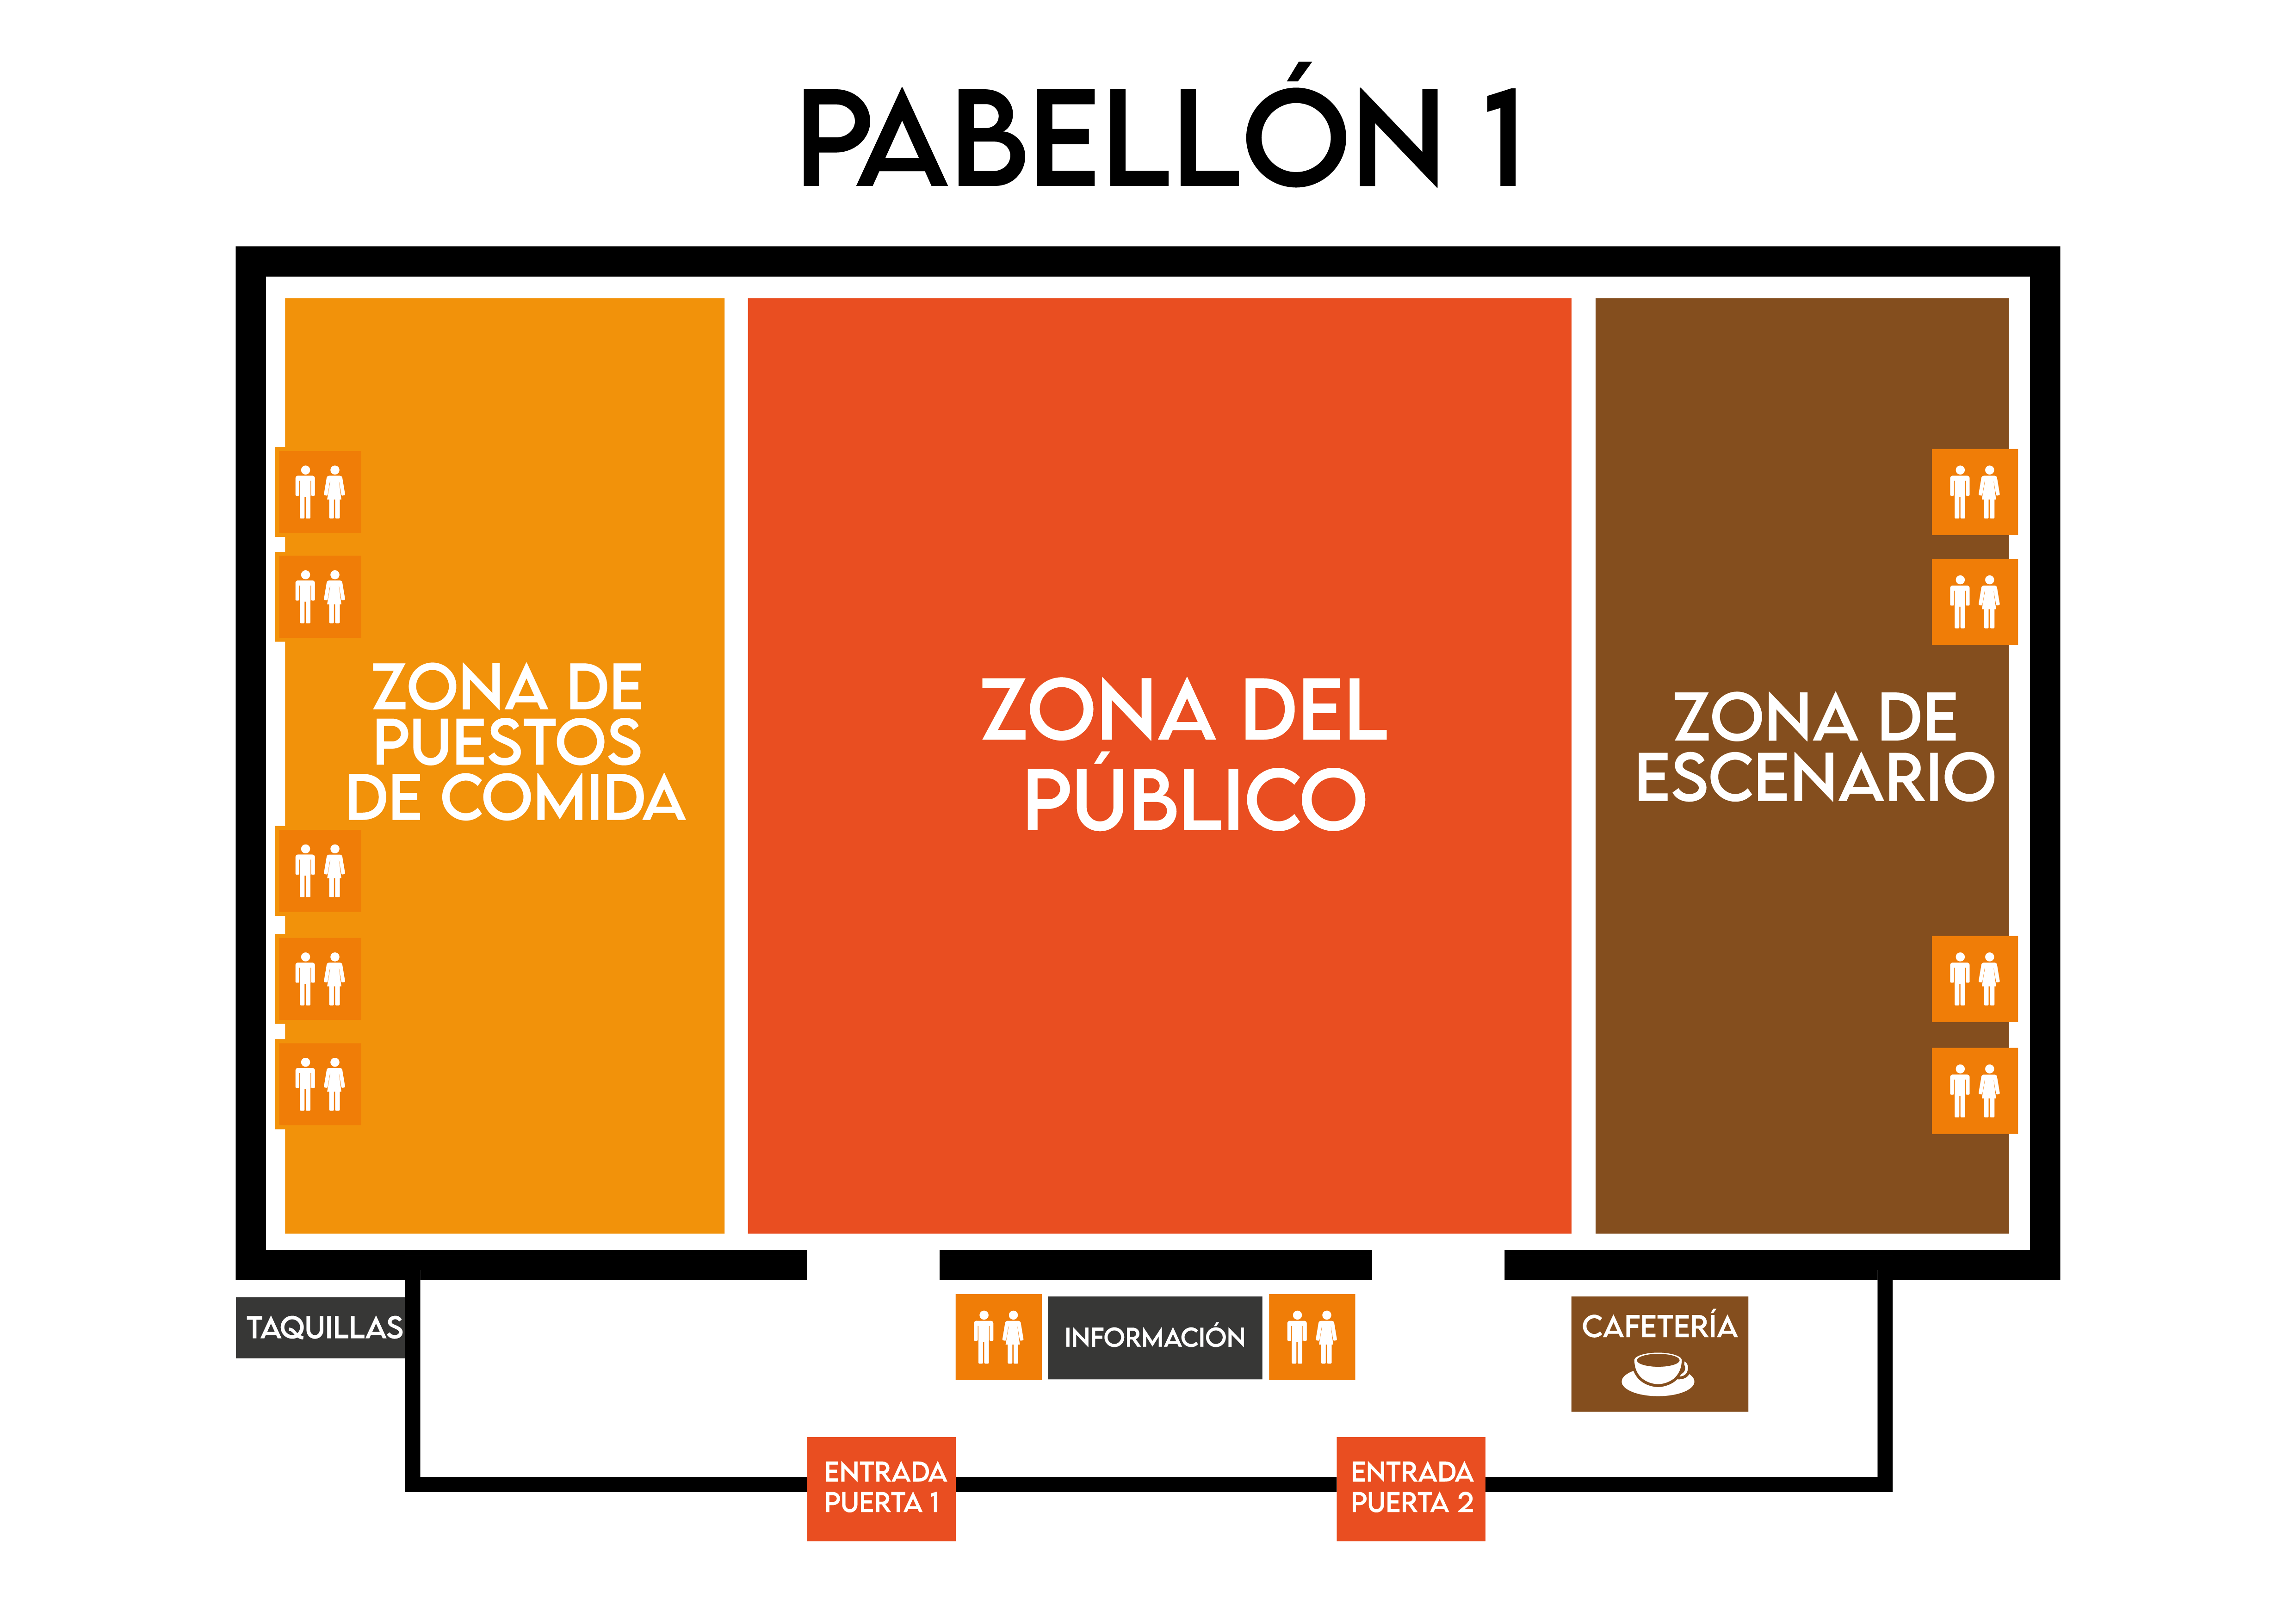 PABELLÓN 1
ZONA DE
PUESTOS
DE COMIDA
ZONA DEL
PÚBLICO
ZONA DE
ESCENARIO
TAQUILLAS
INFORMACIÓN
CAFETERÍA
ENTRADA
PUERTA 1
ENTRADA
PUERTA 2